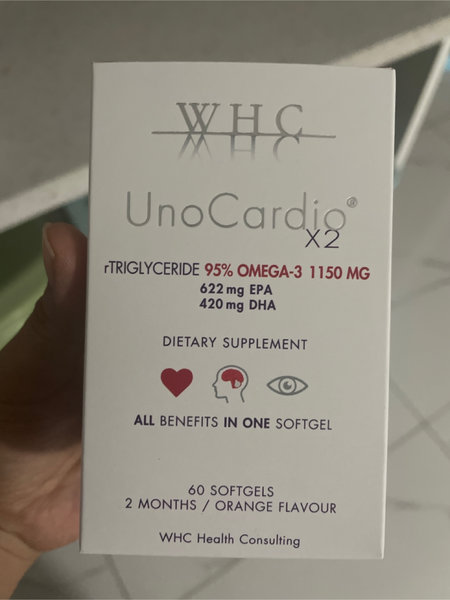 WHC
UnoCardio®
X2
rTRIGLYCERIDE 95% OMEGA-3 1150 MG
622 mg EPA
420 mg DHA
DIETARY SUPPLEMENT
ALL BENEFITS IN ONE SOFTGEL
60 SOFTGELS
2 MONTHS / ORANGE FLAVOUR
WHC Health Consulting